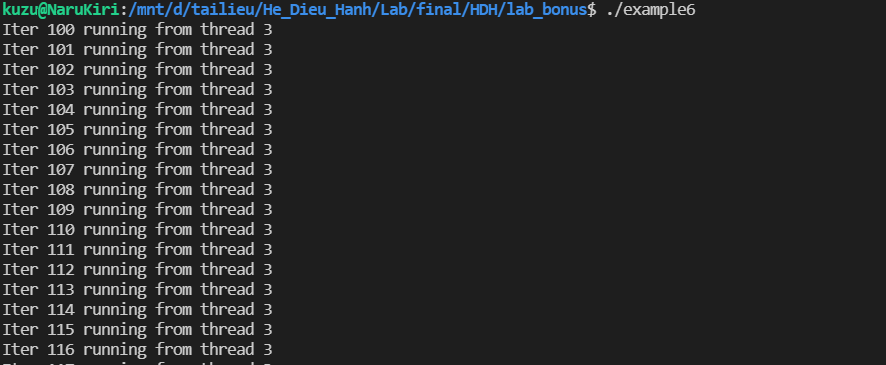 kuzu@NaruKiri:/mnt/d/tailieu/He_Dieu_Hanh/Lab/final/HDH/lab_bonus$ ./example6
Iter 100 running from thread 3
Iter 101 running from thread 3
Iter 102 running from thread 3
Iter 103 running from thread 3
Iter 104 running from thread 3
Iter 105 running from thread 3
Iter 106 running from thread 3
Iter 107 running from thread 3
Iter 108 running from thread 3
Iter 109 running from thread 3
Iter 110 running from thread 3
Iter 111 running from thread 3
Iter 112 running from thread 3
Iter 113 running from thread 3
Iter 114 running from thread 3
Iter 115 running from thread 3
Iter 116 running from thread 3